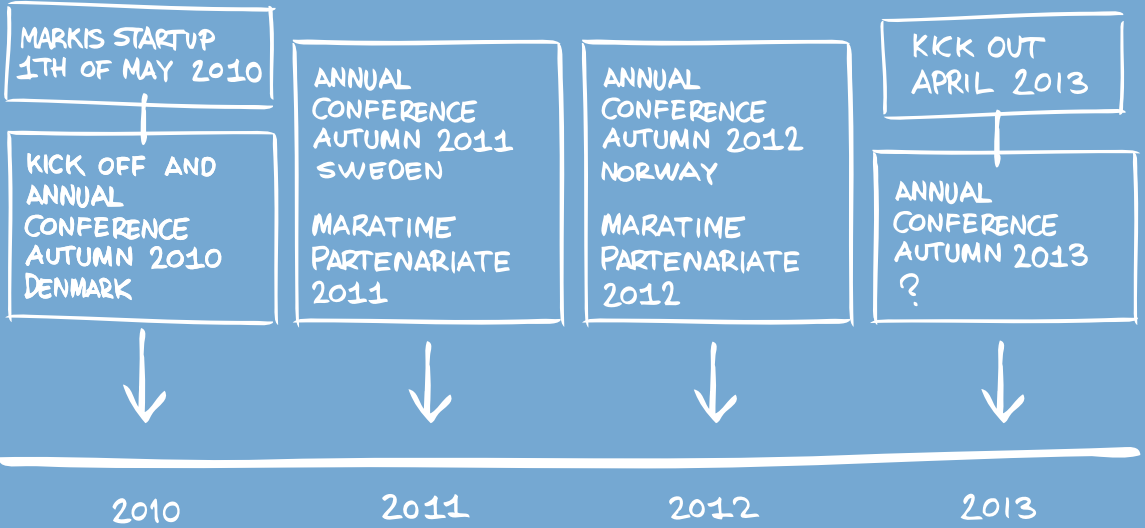 MARKIS STARTUP
1TH OF MAY 2010
KICK OFF AND
ANNUAL
CONFERENCE
AUTUMN 2010
DENMARK
ANNUAL
CONFERENCE
AUTUMN 2011
SWEDEN
MARATIME
PARTENARIATE
2011
ANNUAL
CONFERENCE
AUTUMN 2012
NORWAY
MARATIME
PARTENARIATE
2012
KICK OUT
APRIL 2013
ANNUAL
CONFERENCE
AUTUMN 2013
?
2010
2011
2012
2013